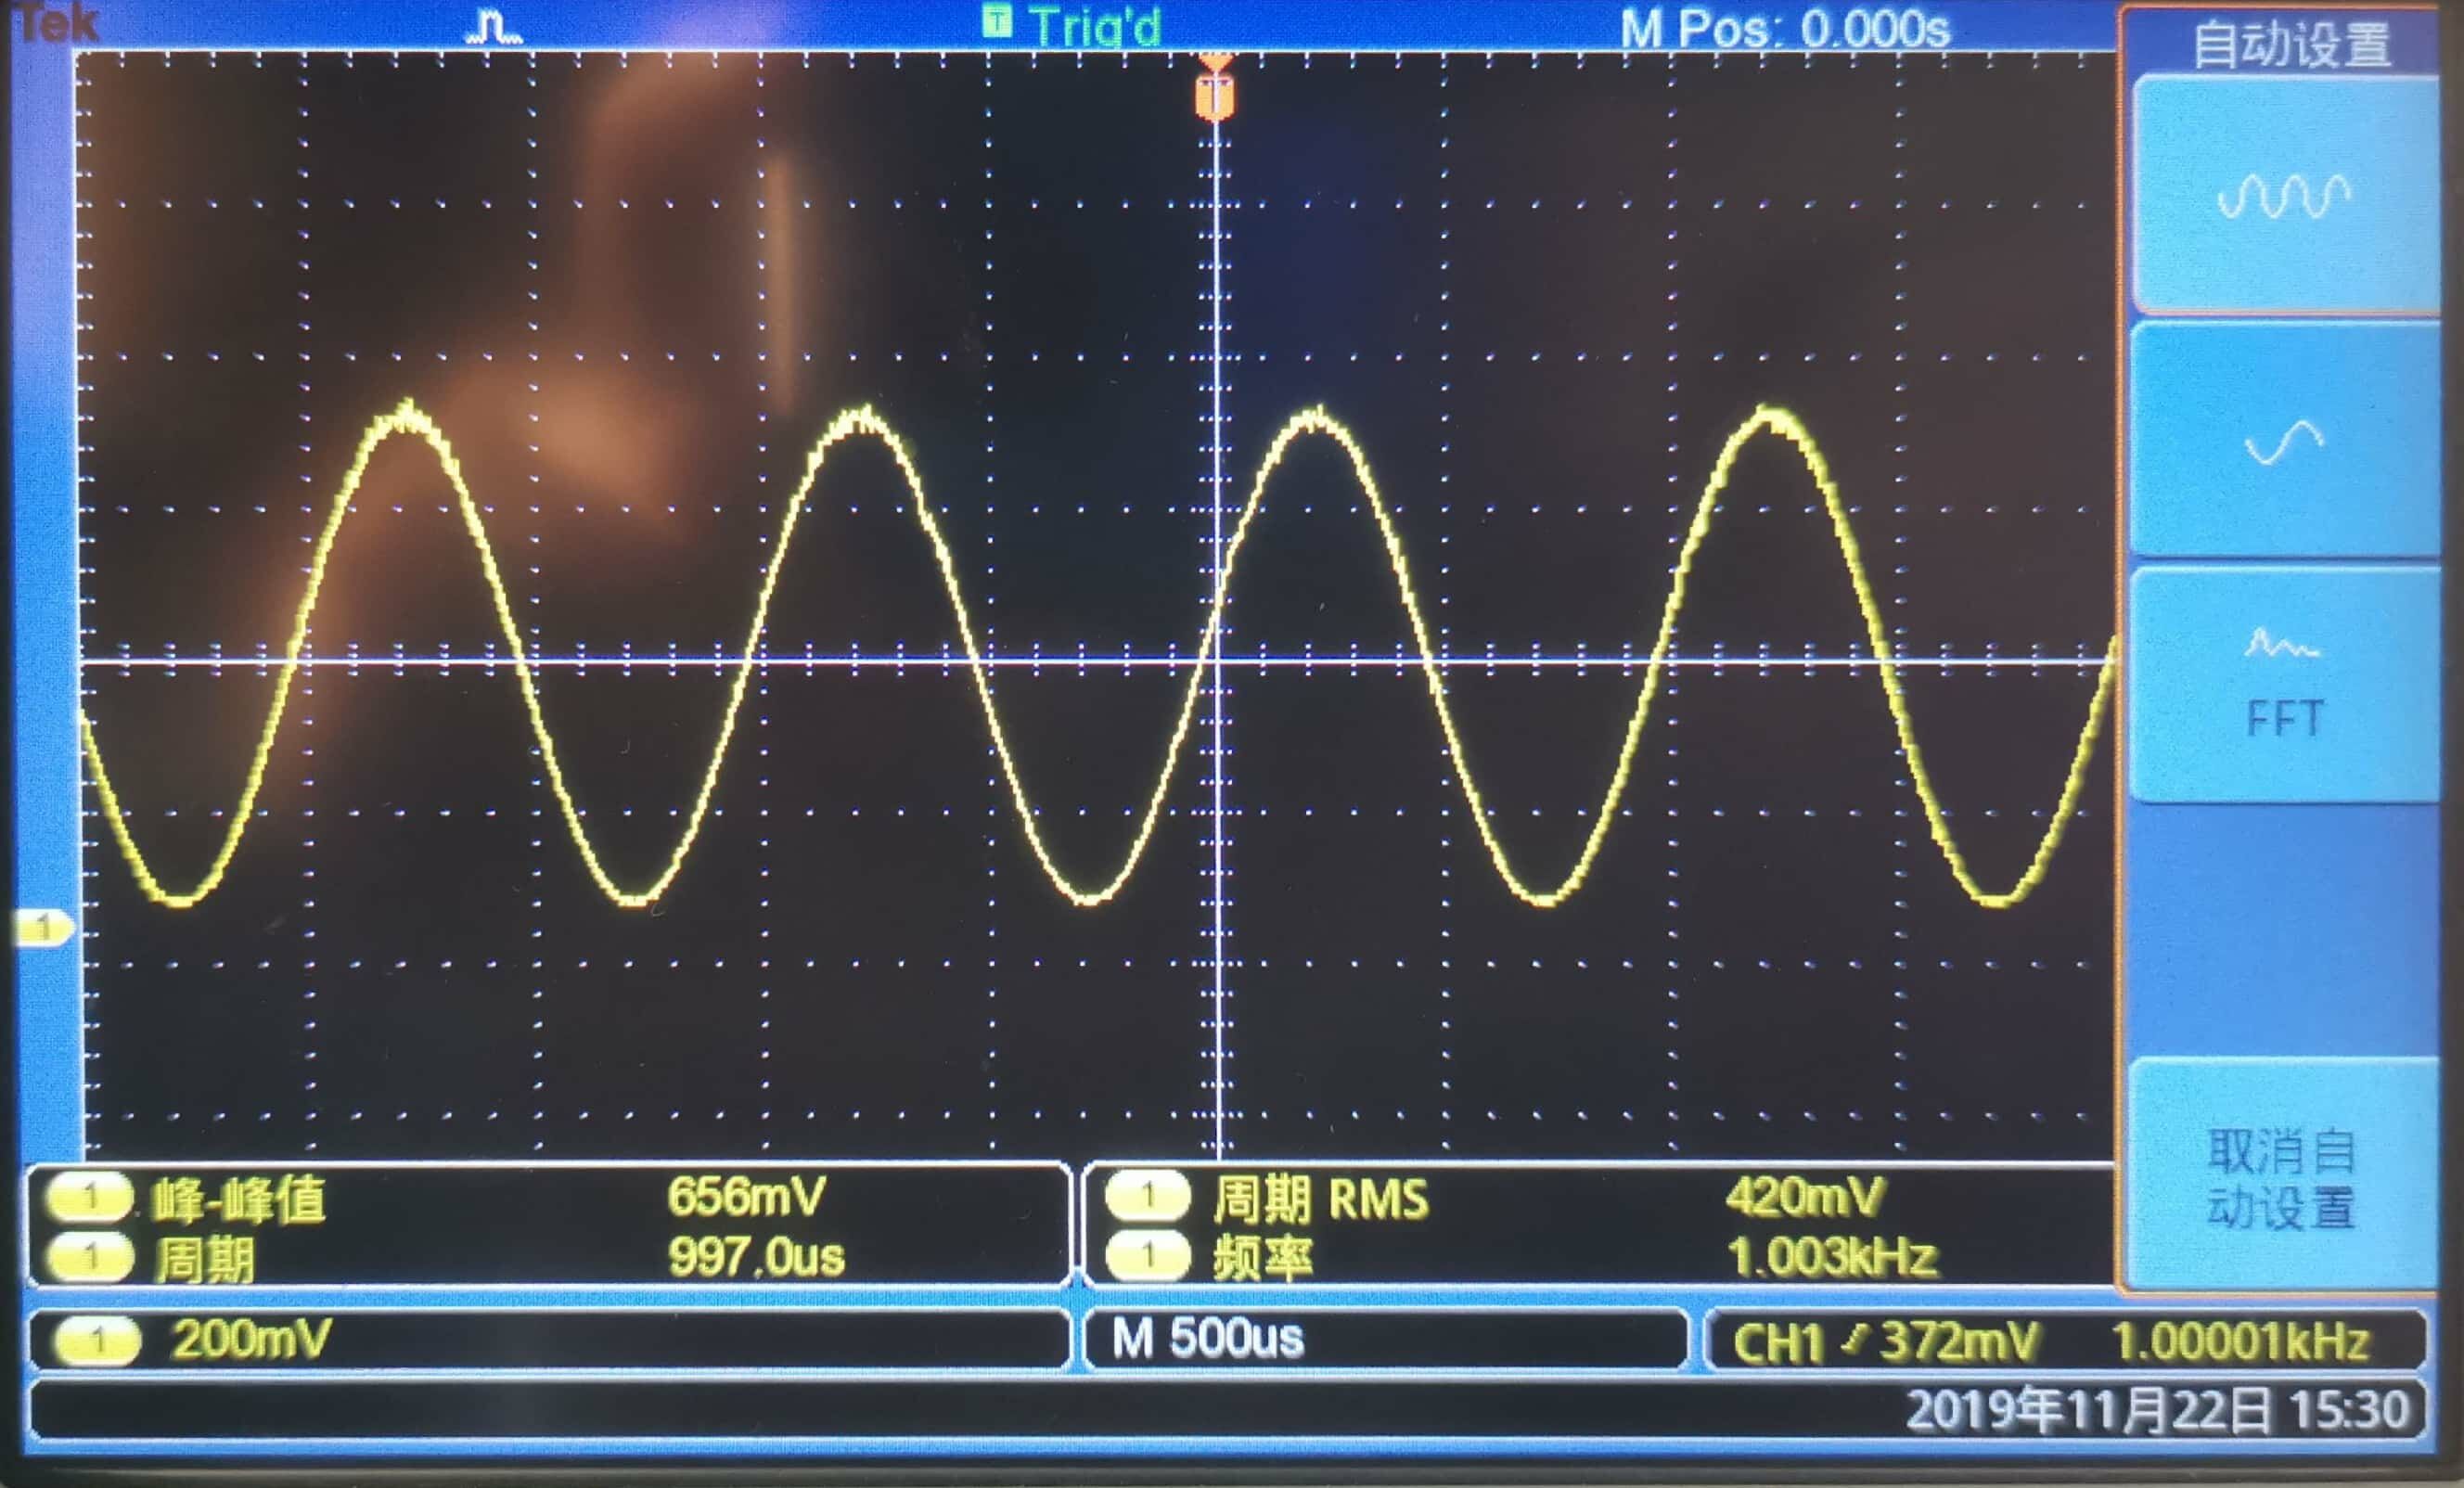 Tek T Trig'd M Pos: 0.000s
自动设置
T
FFT
1
取消自
动设置
1 峰-峰值 656mV
1 周期 997.0us
1 周期 RMS 420mV
1 频率 1.003kHz
1 200mV
M 500us
CH1 372mV 1.00001kHz
2019年11月22日 15:30